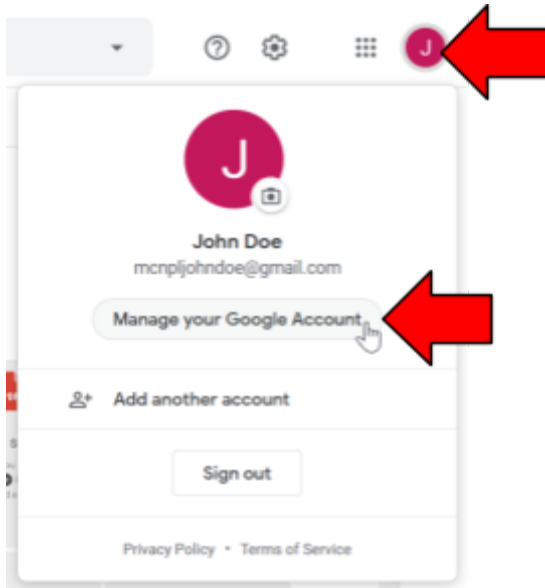 J
J
John Doe
mcnpljohndoe@gmail.com
Manage your Google Account
Add another account
Sign out
Privacy Policy • Terms of Service